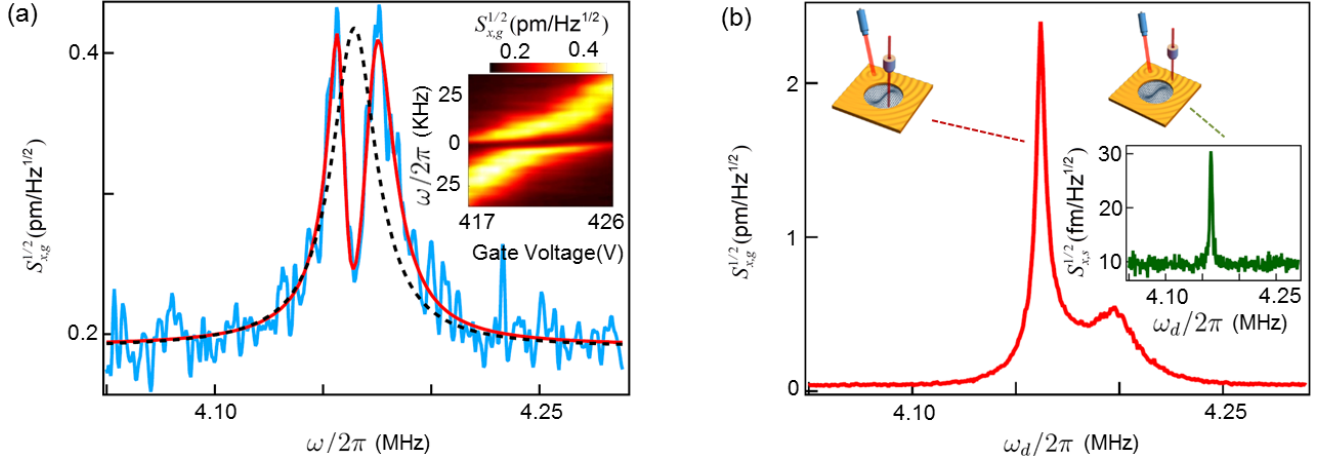 (a)
S_{x,g}^{1/2}(pm/Hz^{1/2})
0.4
0.2
4.10
4.25
ω/2π (MHz)
S_{x,g}^{1/2}(pm/Hz^{1/2})
0.2
0.4
ω/2π (KHz)
25
0
25
417
426
Gate Voltage(V)
(b)
S_{x,g}^{1/2}(pm/Hz^{1/2})
2
1
0
4.10
4.25
ω_d/2π (MHz)
S_{x,s}^{1/2}(fm/Hz^{1/2})
30
20
10
4.10
4.25
ω_d/2π (MHz)